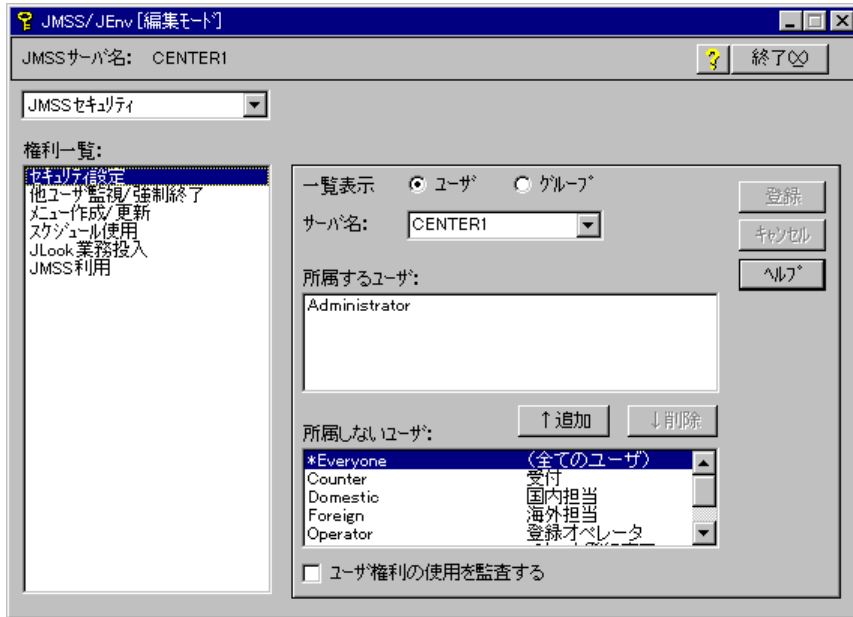 JMSS/JEnv [編集ﾓｰﾄﾞ]
JMSSｻｰﾊﾞ名: CENTER1
? 終了⊗
JMSSｾｷｭﾘﾃｨ
権利一覧:
ｾｷｭﾘﾃｨ設定
他ﾕｰｻﾞ監視/強制終了
ﾒﾆｭｰ作成/更新
ｽｹｼﾞｭｰﾙ使用
JLook業務投入
JMSS利用
一覧表示 ﾕｰｻﾞ ｸﾞﾙｰﾌﾟ
ｻｰﾊﾞ名: CENTER1
登録
ｷｬﾝｾﾙ
ﾍﾙﾌﾟ
所属するﾕｰｻﾞ:
Administrator
↑追加 ↓削除
所属しないﾕｰｻﾞ:
*Everyone (全てのユーザ)
Counter 受付
Domestic 国内担当
Foreign 海外担当
Operator 登録オペレータ
ﾕｰｻﾞ権利の使用を監査する